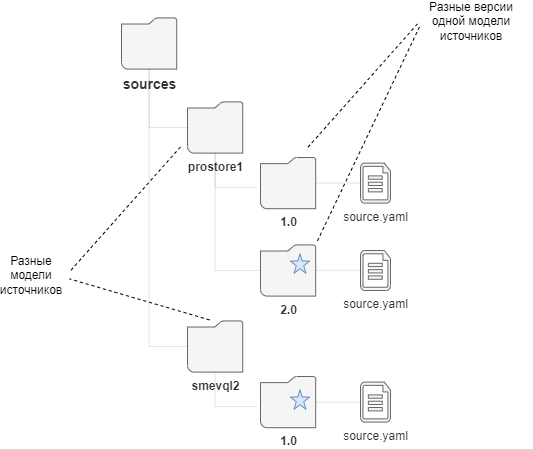 Разные версии
одной модели
источников
sources
prostore1
1.0
source.yaml
2.0
source.yaml
Разные
модели
источников
smevql2
1.0
source.yaml